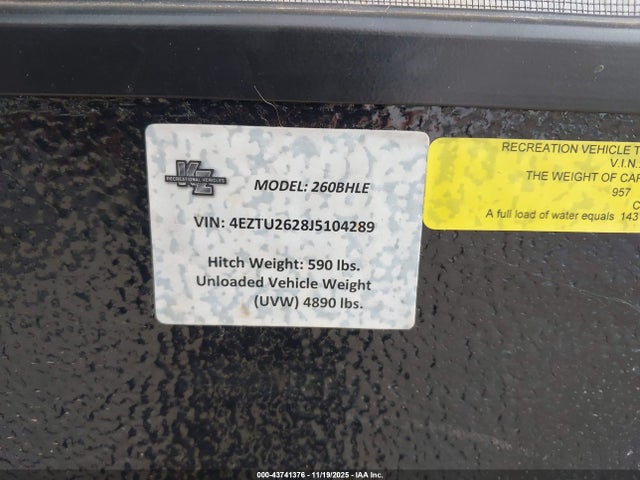 KZ
RECREATIONAL VEHICLES
MODEL: 260BHLE
VIN: 4EZTU2628J5104289
Hitch Weight: 590 lbs.
Unloaded Vehicle Weight
(UVW) 4890 lbs.
RECREATION VEHICLE T
V.I.N.
THE WEIGHT OF CAR
957
C
A full load of water equals 143
000-43741376 - 11/19/2025 - IAA Inc.